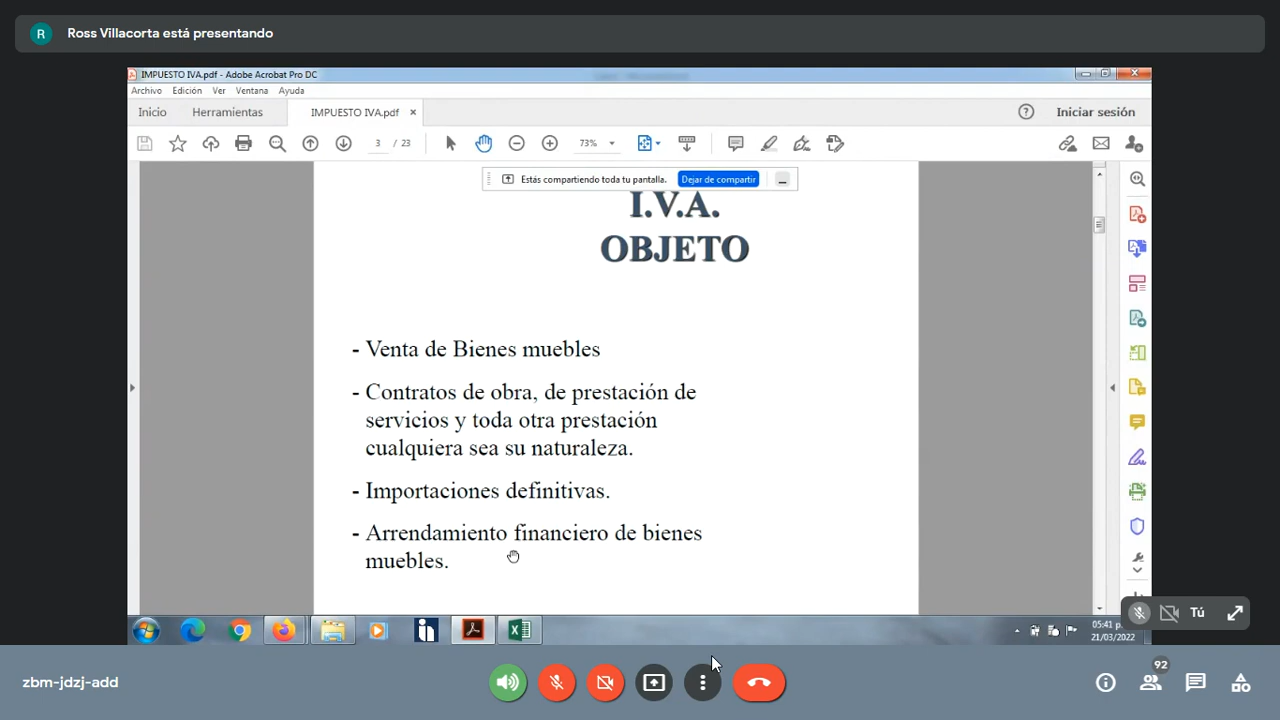 R Ross Villacorta está presentando
IMPUESTO IVA.pdf - Adobe Acrobat Pro DC
Archivo Edición Ver Ventana Ayuda
Inicio Herramientas IMPUESTO IVA.pdf × Iniciar sesión
3 / 23 73%
Estás compartiendo toda tu pantalla. Dejar de compartir
I.V.A.
OBJETO
- Venta de Bienes muebles
- Contratos de obra, de prestación de
servicios y toda otra prestación
cualquiera sea su naturaleza.
- Importaciones definitivas.
- Arrendamiento financiero de bienes
muebles.
Tú
05:41 p.
21/03/2022
zbm-jdzj-add
92